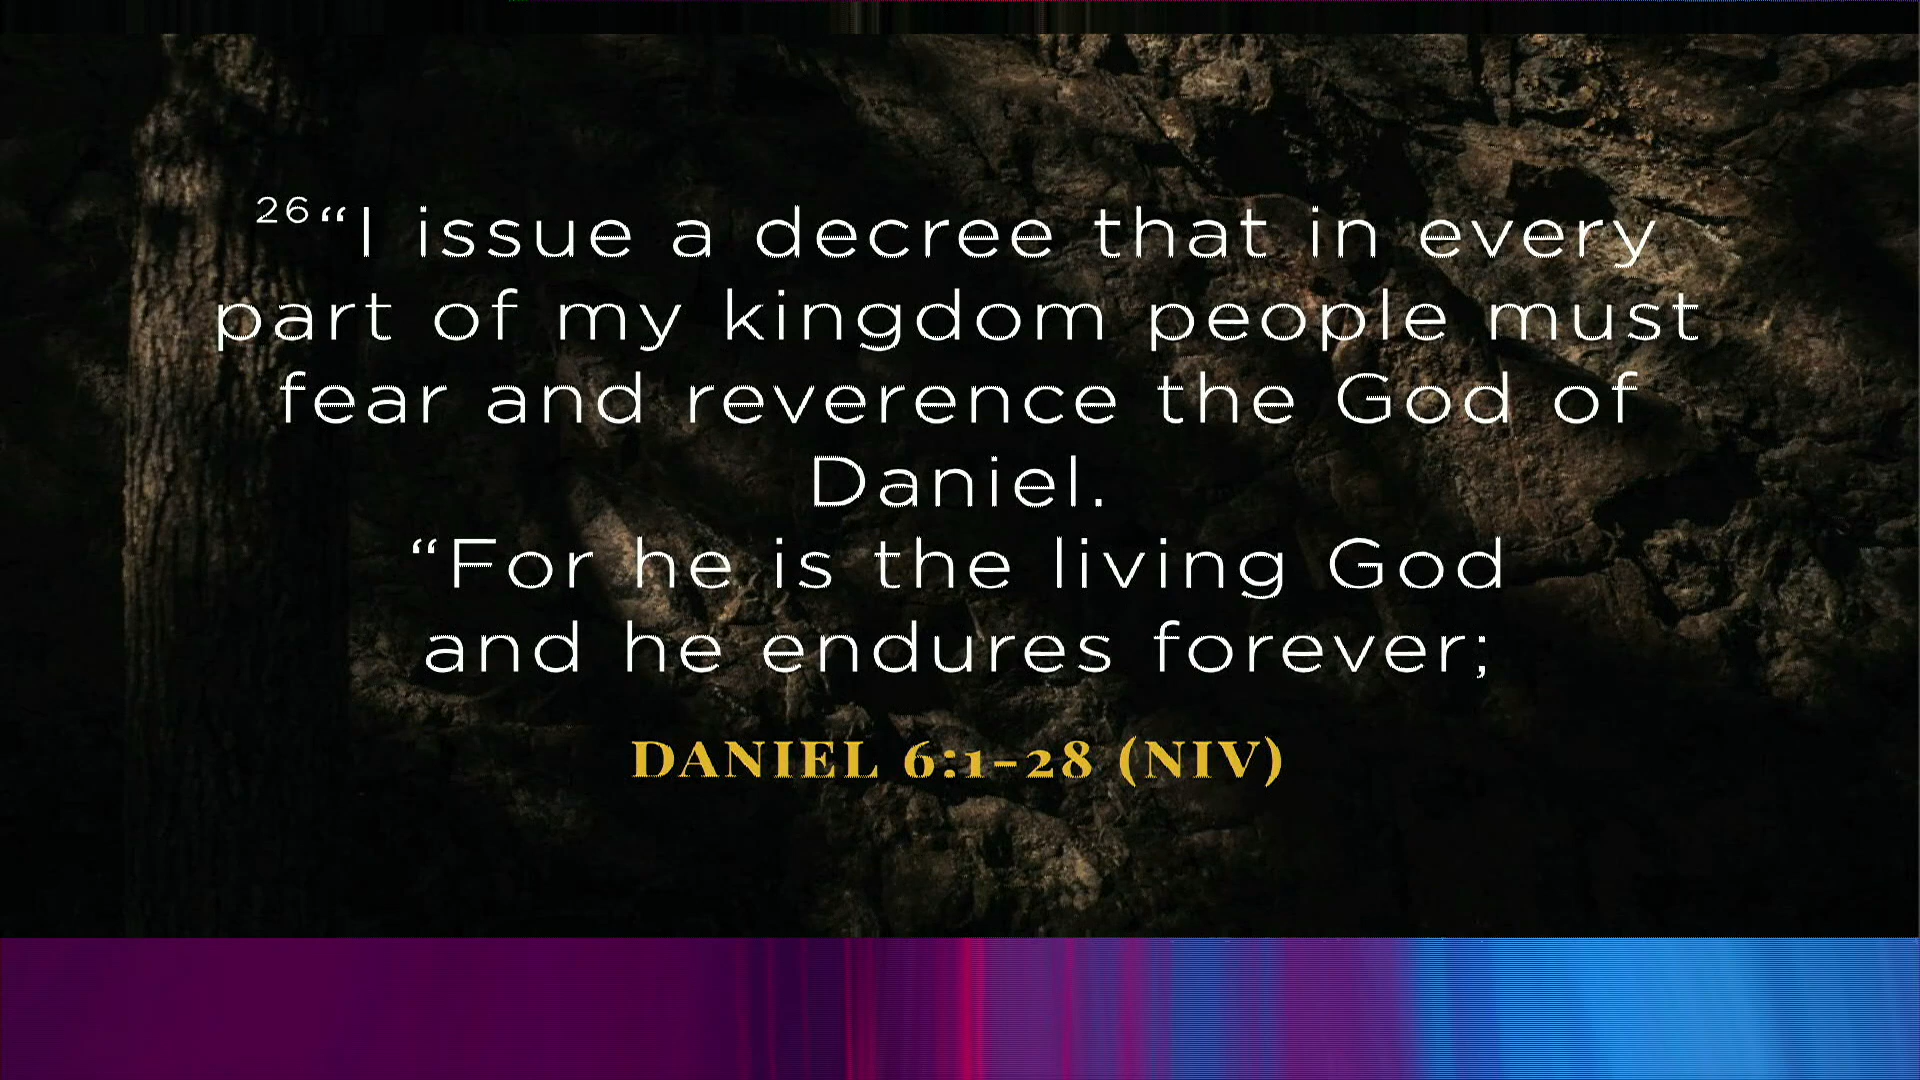 26“I issue a decree that in every
part of my kingdom people must
fear and reverence the God of
Daniel.
“For he is the living God
and he endures forever;
DANIEL 6:1–28 (NIV)